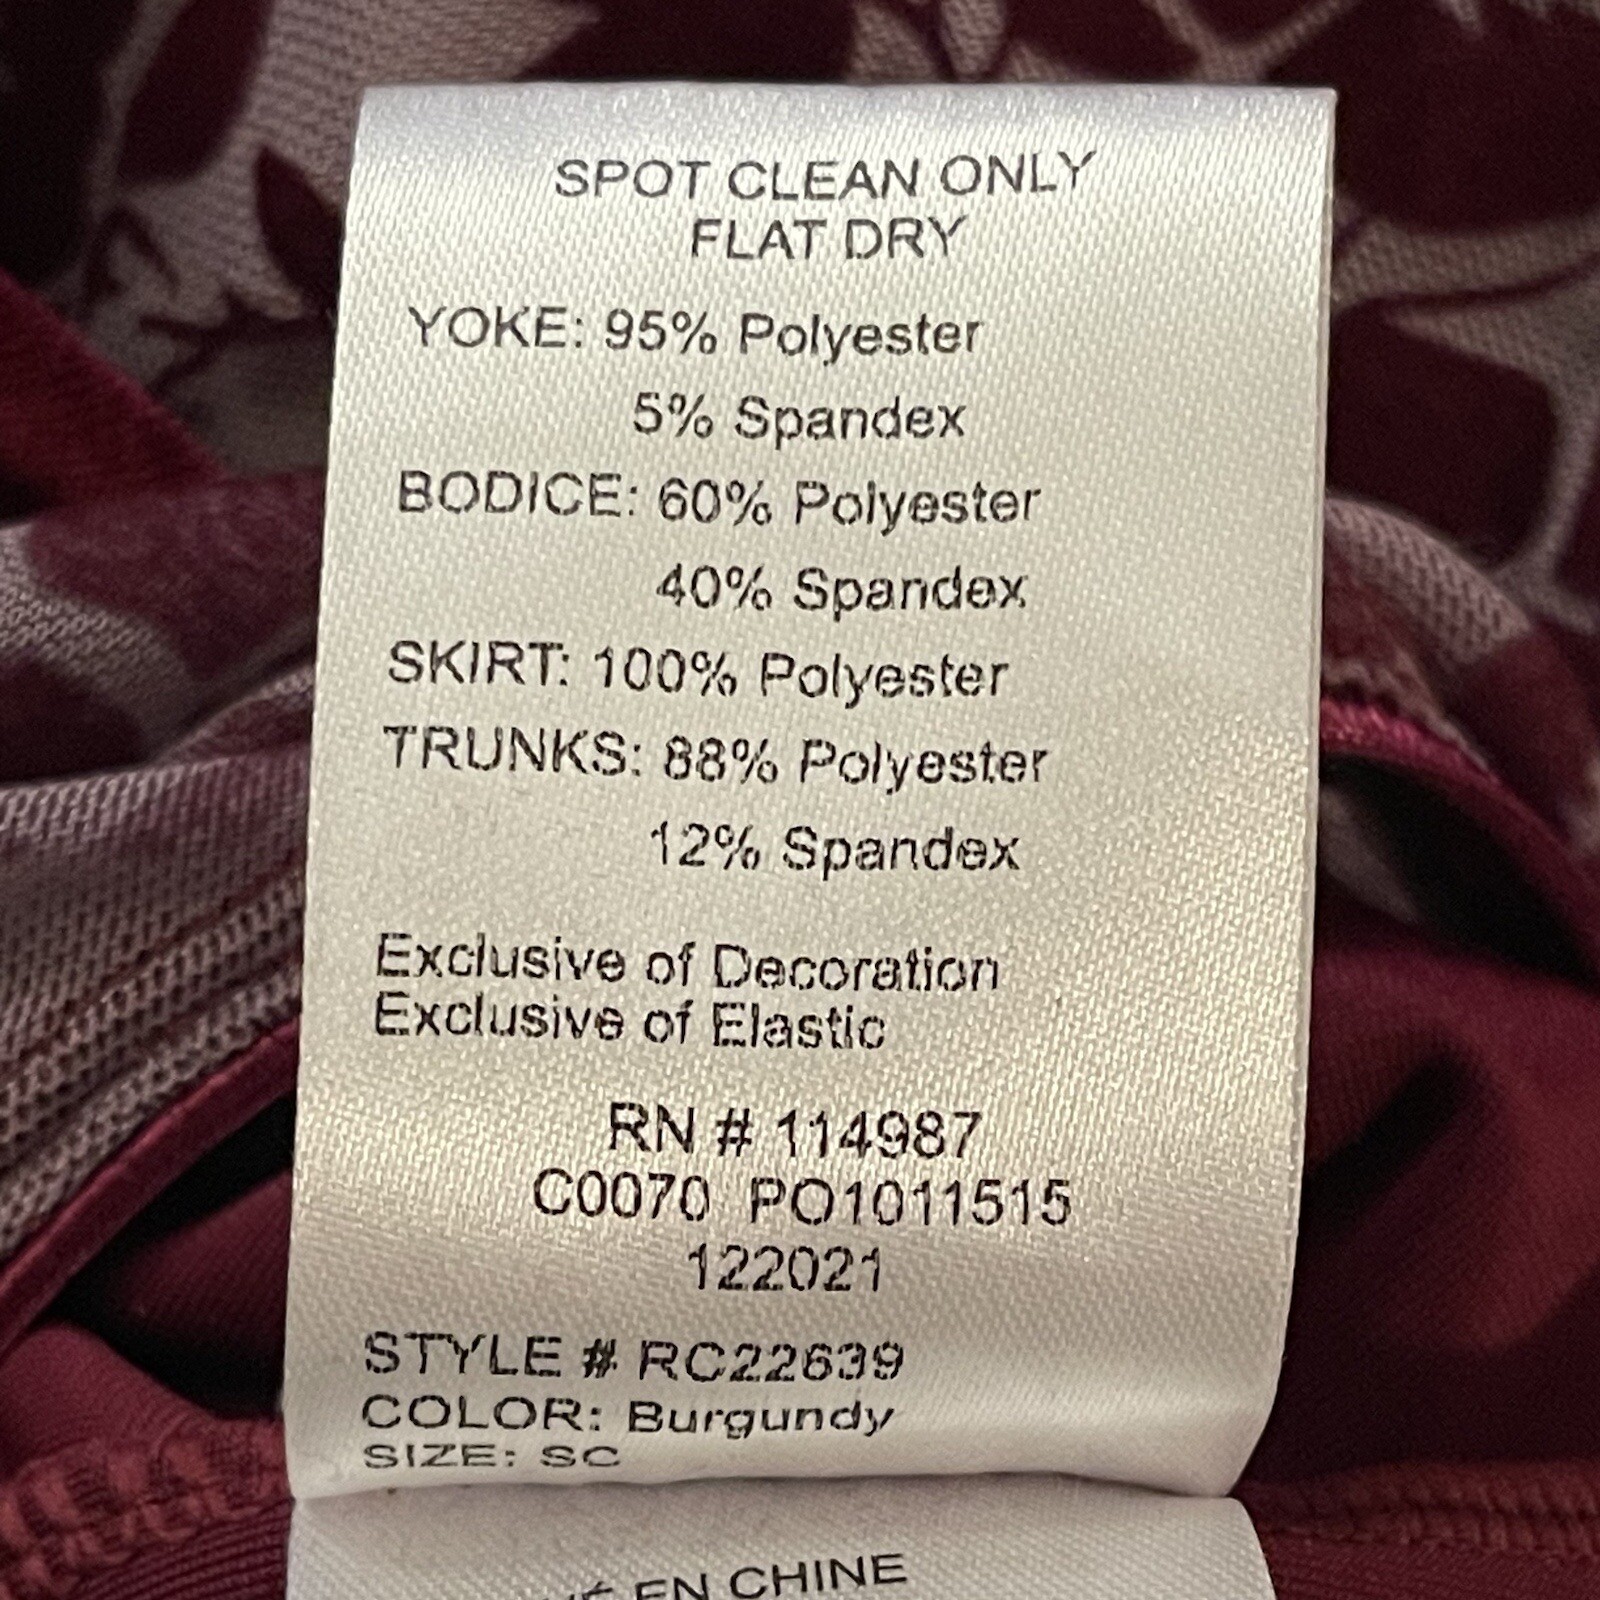 SPOT CLEAN ONLY
FLAT DRY
YOKE: 95% Polyester
5% Spandex
BODICE: 60% Polyester
40% Spandex
SKIRT: 100% Polyester
TRUNKS: 88% Polyester
12% Spandex
Exclusive of Decoration
Exclusive of Elastic
RN # 114987
C0070 PO1011515
122021
STYLE # RC22639
COLOR: Burgundy
SIZE: SC
EN CHINE